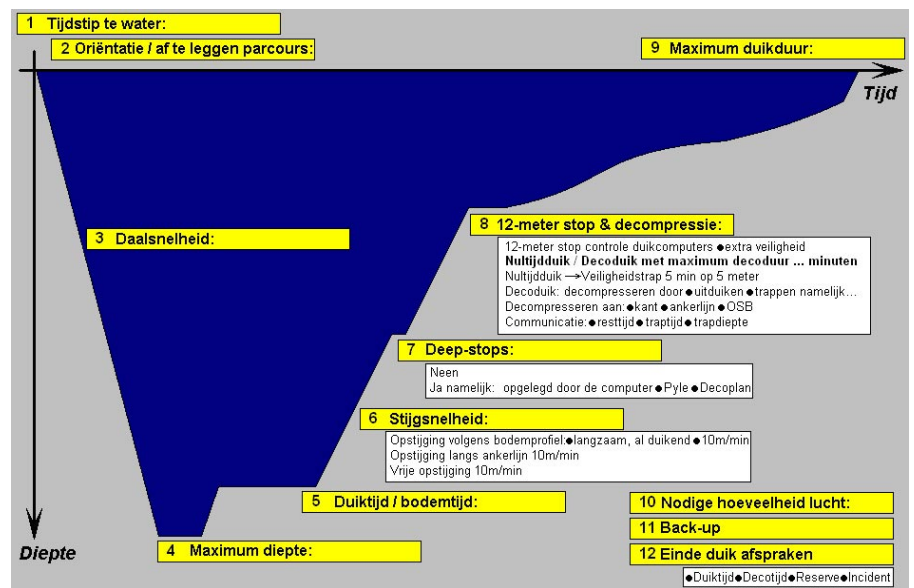 1 Tijdstip te water:
2 Oriëntatie / af te leggen parcours:
9 Maximum duikduur:
Tijd
3 Daalsnelheid:
8 12-meter stop & decompressie:
12-meter stop controle duikcomputers ●extra veiligheid
Nultijdduik / Decoduik met maximum decoduur ... minuten
Nultijdduik →Veiligheidstrap 5 min op 5 meter
Decoduik: decompresseren door ●uitduiken ●trappen namelijk...
Decompresseren aan: ●kant ●ankerlijn ●OSB
Communicatie: ●resttijd ●traptijd ●trapdiepte
7 Deep-stops:
Neen
Ja namelijk: opgelegd door de computer ●Pyle ●Decoplan
6 Stijgsnelheid:
Opstijging volgens bodemprofiel: ●langzaam, al duikend ●10m/min
Opstijging langs ankerlijn 10m/min
Vrije opstijging 10m/min
5 Duiktijd / bodemtijd:
10 Nodige hoeveelheid lucht:
11 Back-up
4 Maximum diepte:
12 Einde duik afspraken
●Duiktijd ●Decotijd ●Reserve ●Incident
Diepte